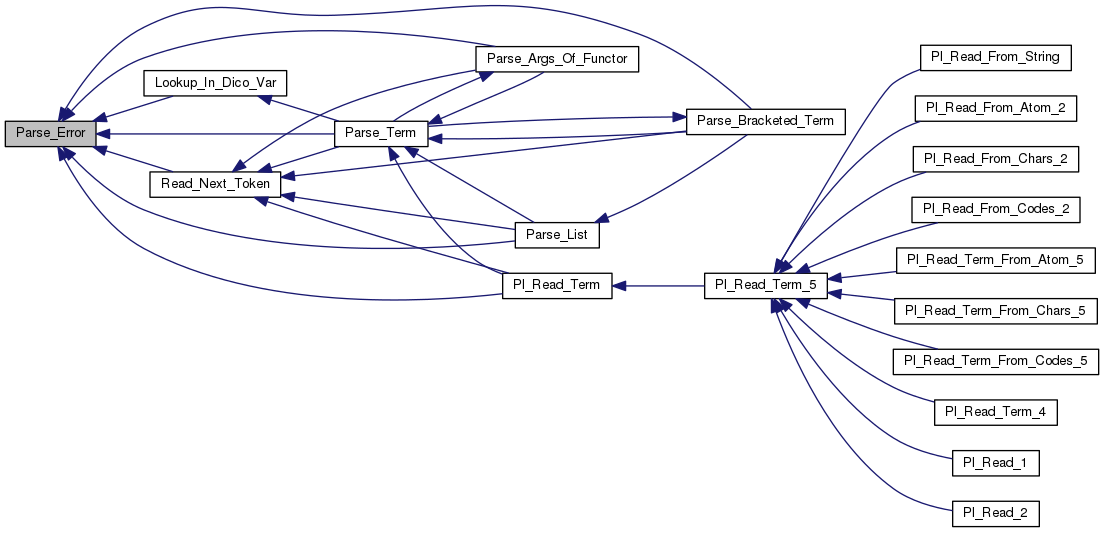 Parse_Error
Lookup_In_Dico_Var
Read_Next_Token
Parse_Args_Of_Functor
Parse_Term
Parse_List
Pl_Read_Term
Parse_Bracketed_Term
Pl_Read_Term_5
Pl_Read_From_String
Pl_Read_From_Atom_2
Pl_Read_From_Chars_2
Pl_Read_From_Codes_2
Pl_Read_Term_From_Atom_5
Pl_Read_Term_From_Chars_5
Pl_Read_Term_From_Codes_5
Pl_Read_Term_4
Pl_Read_1
Pl_Read_2